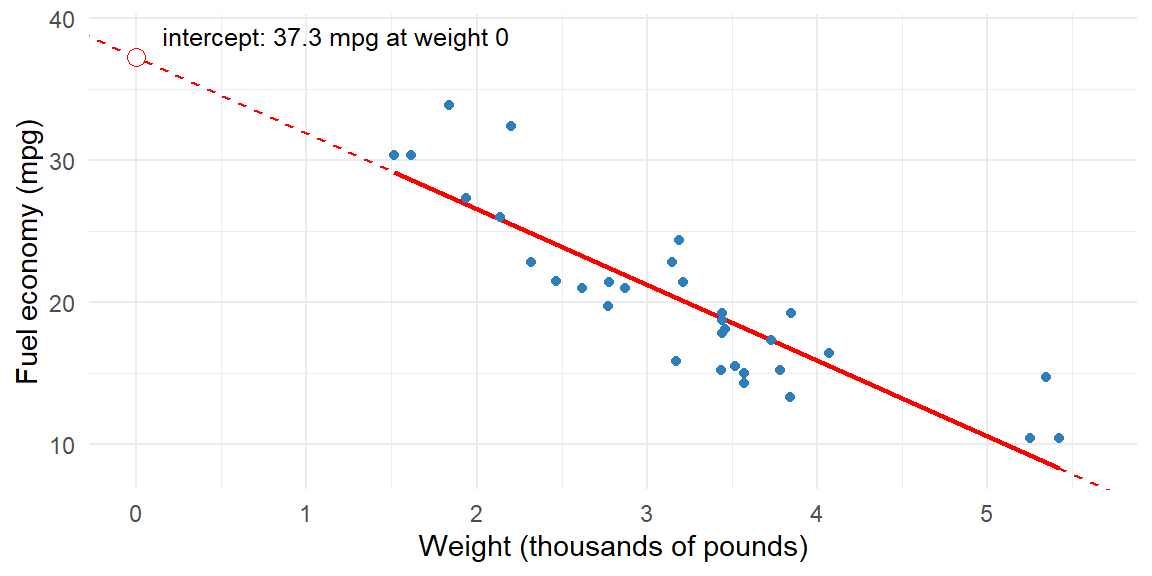 40
intercept: 37.3 mpg at weight 0
30
20
10
Fuel economy (mpg)
0 1 2 3 4 5
Weight (thousands of pounds)